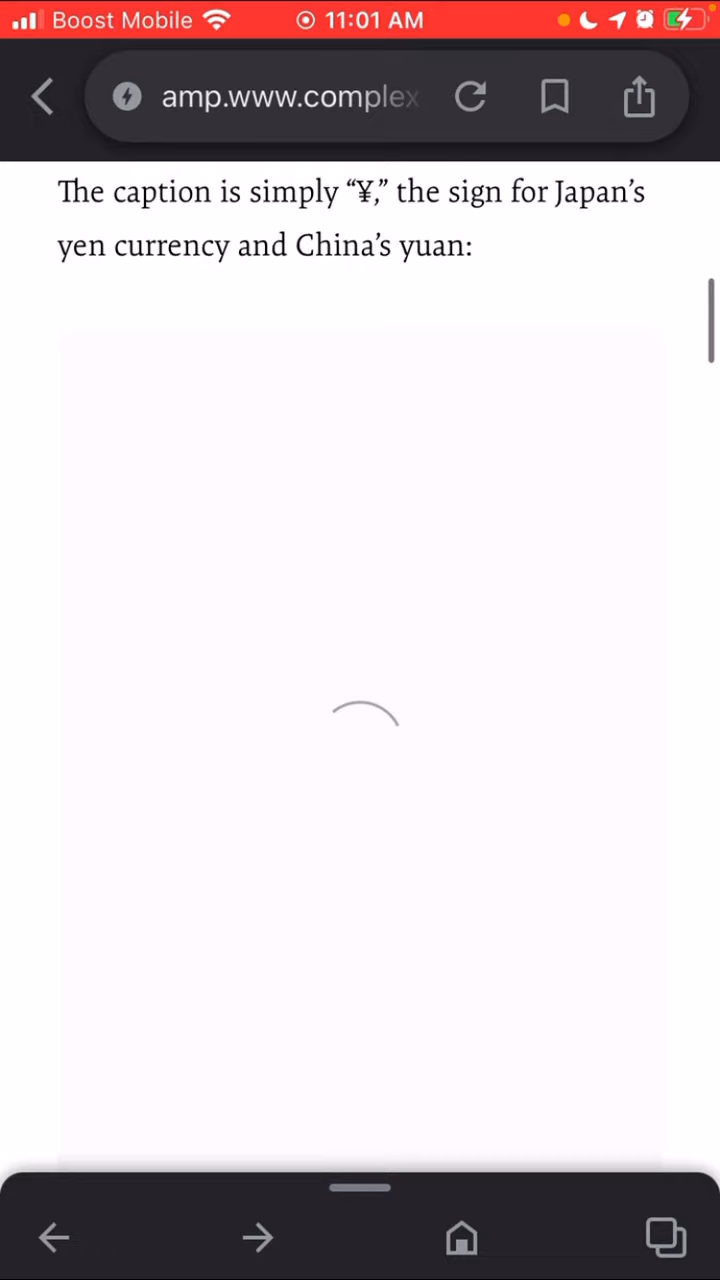 Boost Mobile 11:01 AM
amp.www.complex
The caption is simply “¥,” the sign for Japan’s
yen currency and China’s yuan: